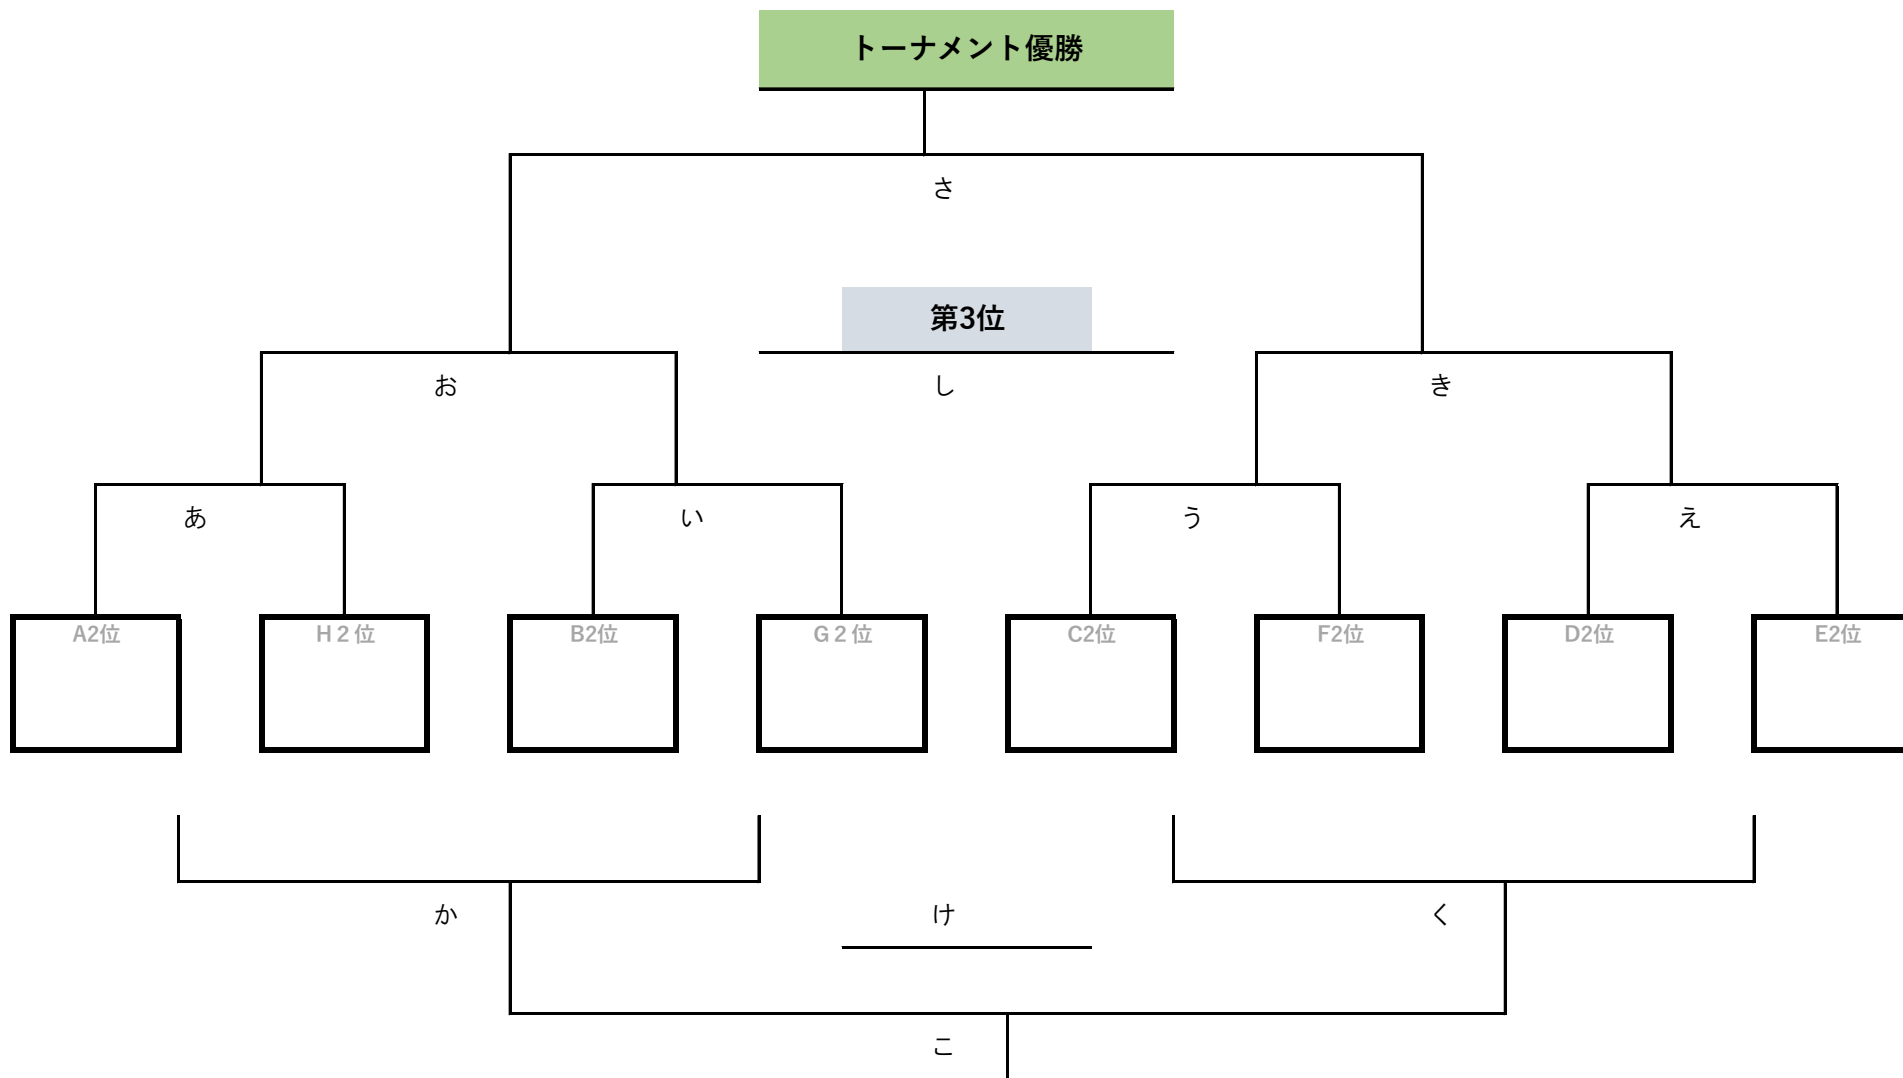 トーナメント優勝
さ
第3位
お
し
き
あ
い
う
え
A2位
H２位
B2位
G２位
C2位
F2位
D2位
E2位
か
け
く
こ